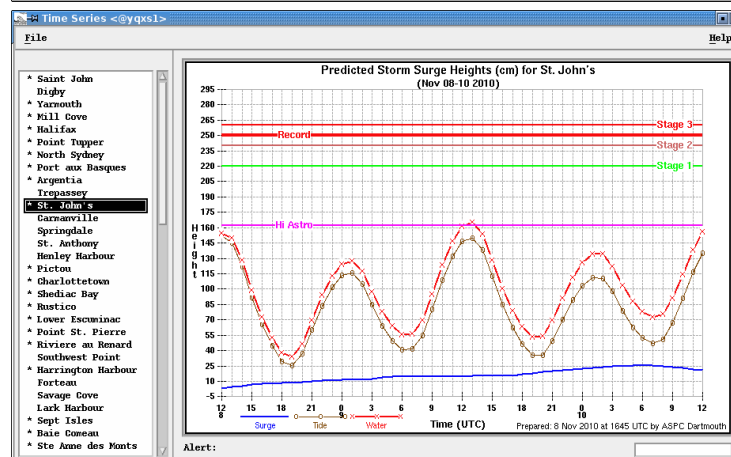 Time Series <@yqxs1>
File Help
* Saint John
Digby
* Yarmouth
* Mill Cove
* Halifax
* Point Tupper
* North Sydney
* Port aux Basques
* Argentia
Trepassey
* St. John's
Carmanville
Springdale
St. Anthony
Henley Harbour
* Pictou
* Charlottetown
* Shediac Bay
* Rustico
* Lower Escuminac
* Point St. Pierre
* Riviere au Renard
Southwest Point
* Harrington Harbour
Forteau
Savage Cove
Lark Harbour
* Sept Isles
* Baie Comeau
* Ste Anne des Monts
Predicted Storm Surge Heights (cm) for St. John's
(Nov 08-10 2010)
295
280
265
250
235
220
205
190
175
160
145
130
115
100
85
70
55
40
25
10
-5
Height
Stage 3
Record
Stage 2
Stage 1
Hi Astro
12 15 18 21 0 3 6 9 12 15 18 21 0 3 6 9 12
8 9 10
Surge Tide Water
Time (UTC)
Prepared: 8 Nov 2010 at 1645 UTC by ASPC Dartmouth
Alert: